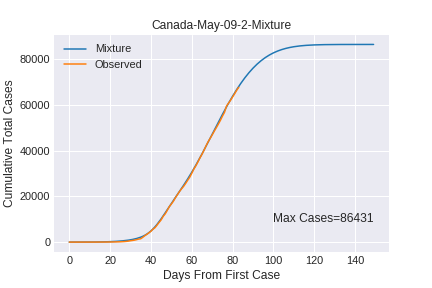 Canada-May-09-2-Mixture
Mixture
Observed
Cumulative Total Cases
80000
60000
40000
20000
0
Max Cases=86431
0 20 40 60 80 100 120 140
Days From First Case